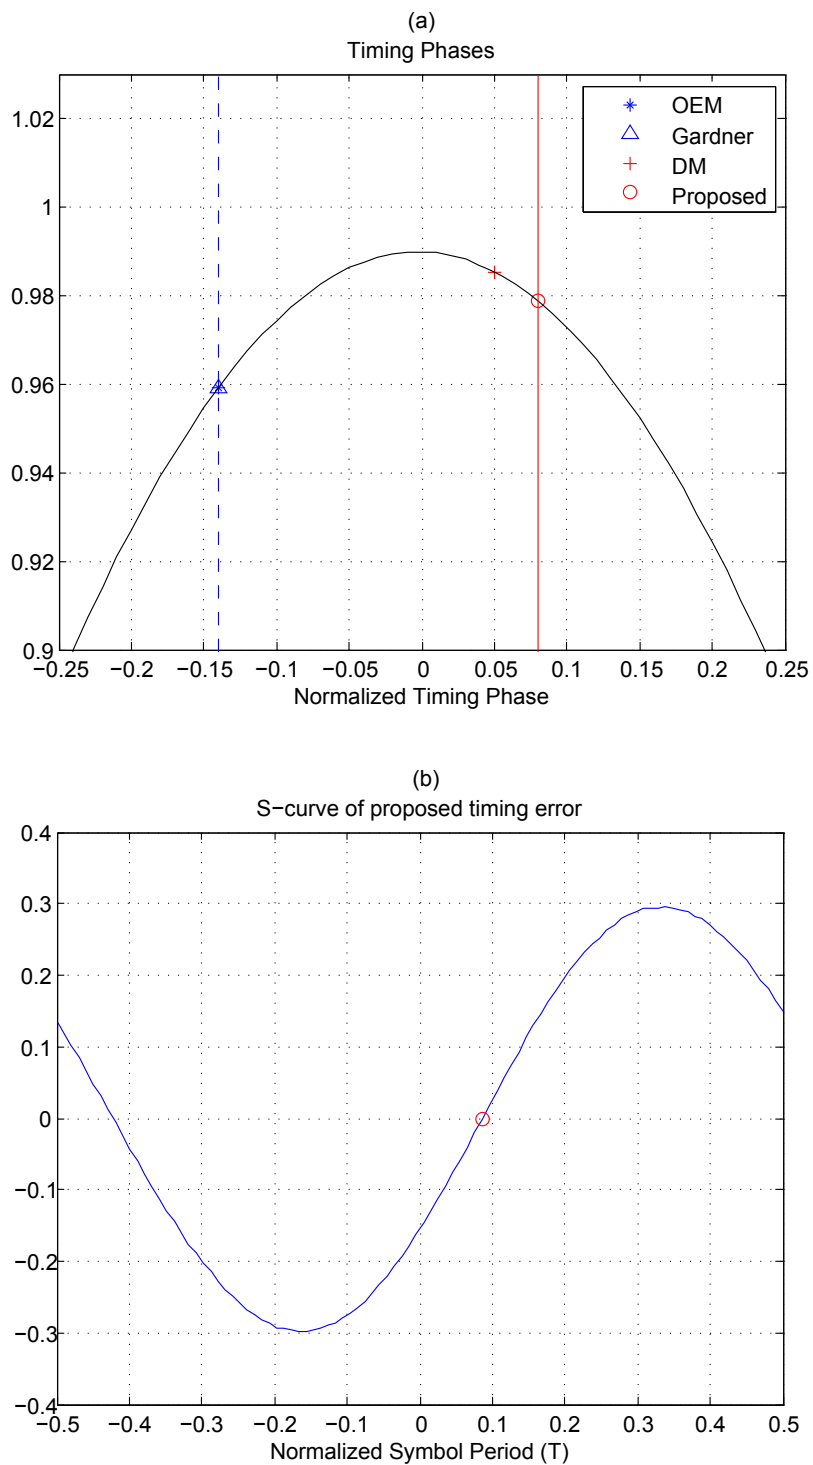 (a)
Timing Phases
1.02
1
0.98
0.96
0.94
0.92
0.9
OEM
Gardner
DM
Proposed
−0.25 −0.2 −0.15 −0.1 −0.05 0 0.05 0.1 0.15 0.2 0.25
Normalized Timing Phase
(b)
S−curve of proposed timing error
0.4
0.3
0.2
0.1
0
−0.1
−0.2
−0.3
−0.4
−0.5 −0.4 −0.3 −0.2 −0.1 0 0.1 0.2 0.3 0.4 0.5
Normalized Symbol Period (T)